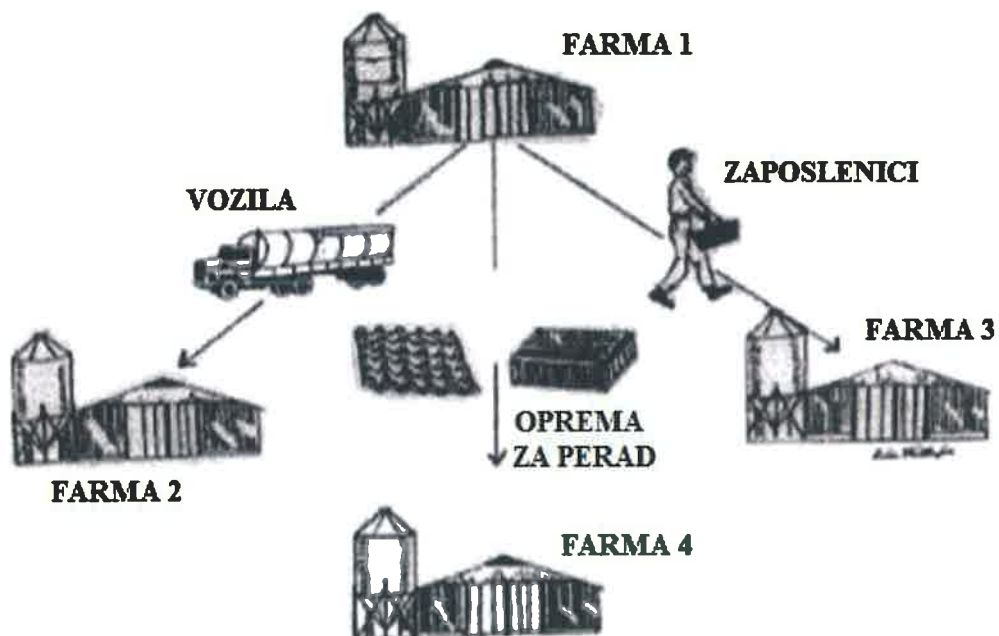 FARMA 1
ZAPOSLENICI
VOZILA
FARMA 3
OPREMA
ZA PERAD
FARMA 2
FARMA 4